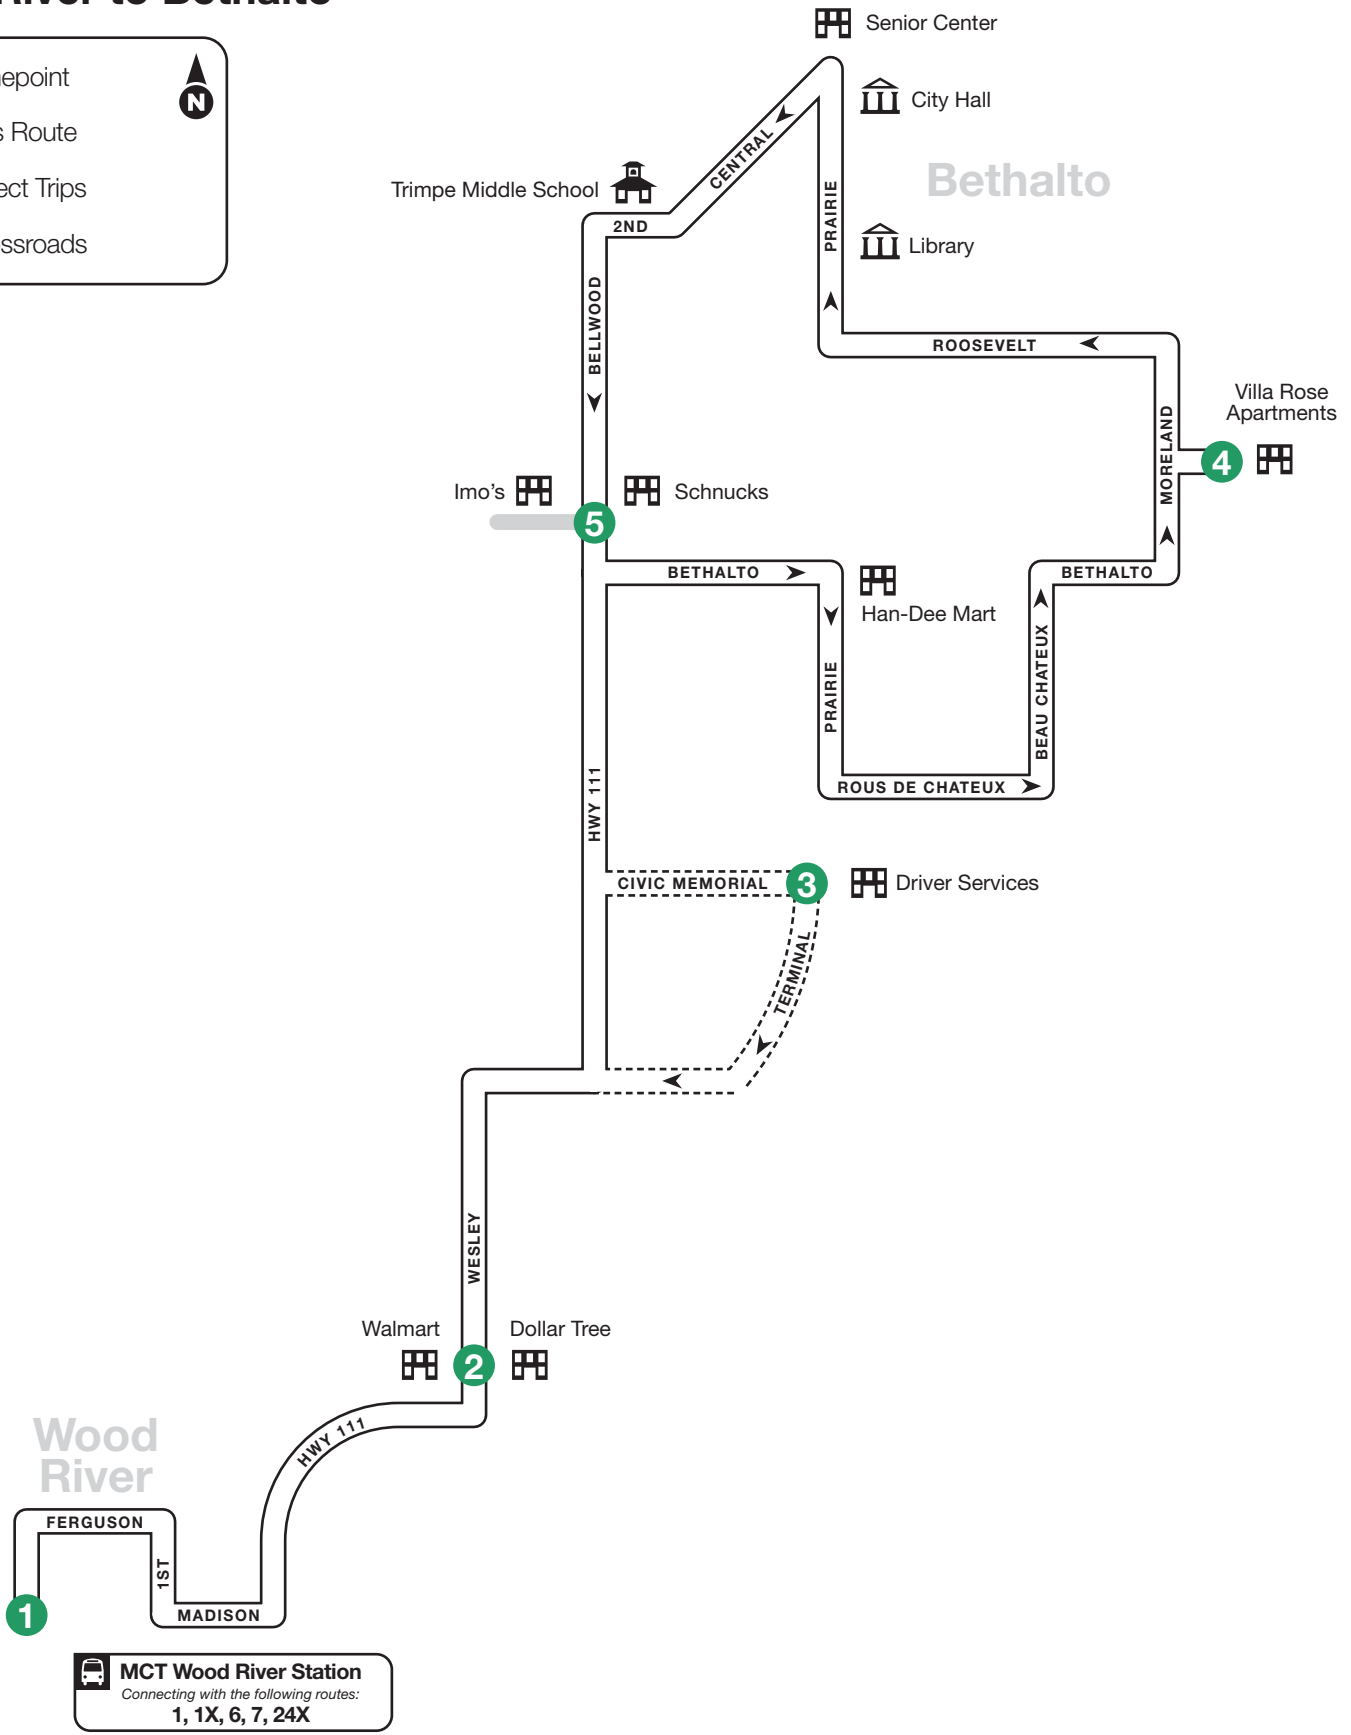 River to Bethalto
N
Route
Trips
Senior Center
City Hall
Bethalto
Trimpe Middle School
CENTRAL
2ND
PRAIRIE
Library
BELLWOOD
ROOSEVELT
Villa Rose
Apartments
MORELAND
4
Imo's
Schnucks
5
BETHALTO
BETHALTO
Han-Dee Mart
PRAIRIE
BEAU CHATEUX
ROUS DE CHATEUX
HWY 111
CIVIC MEMORIAL
3
Driver Services
TERMINAL
WESLEY
Walmart
Dollar Tree
2
HWY 111
Wood
River
FERGUSON
1ST
1
MADISON
MCT Wood River Station
Connecting with the following routes:
1, 1X, 6, 7, 24X